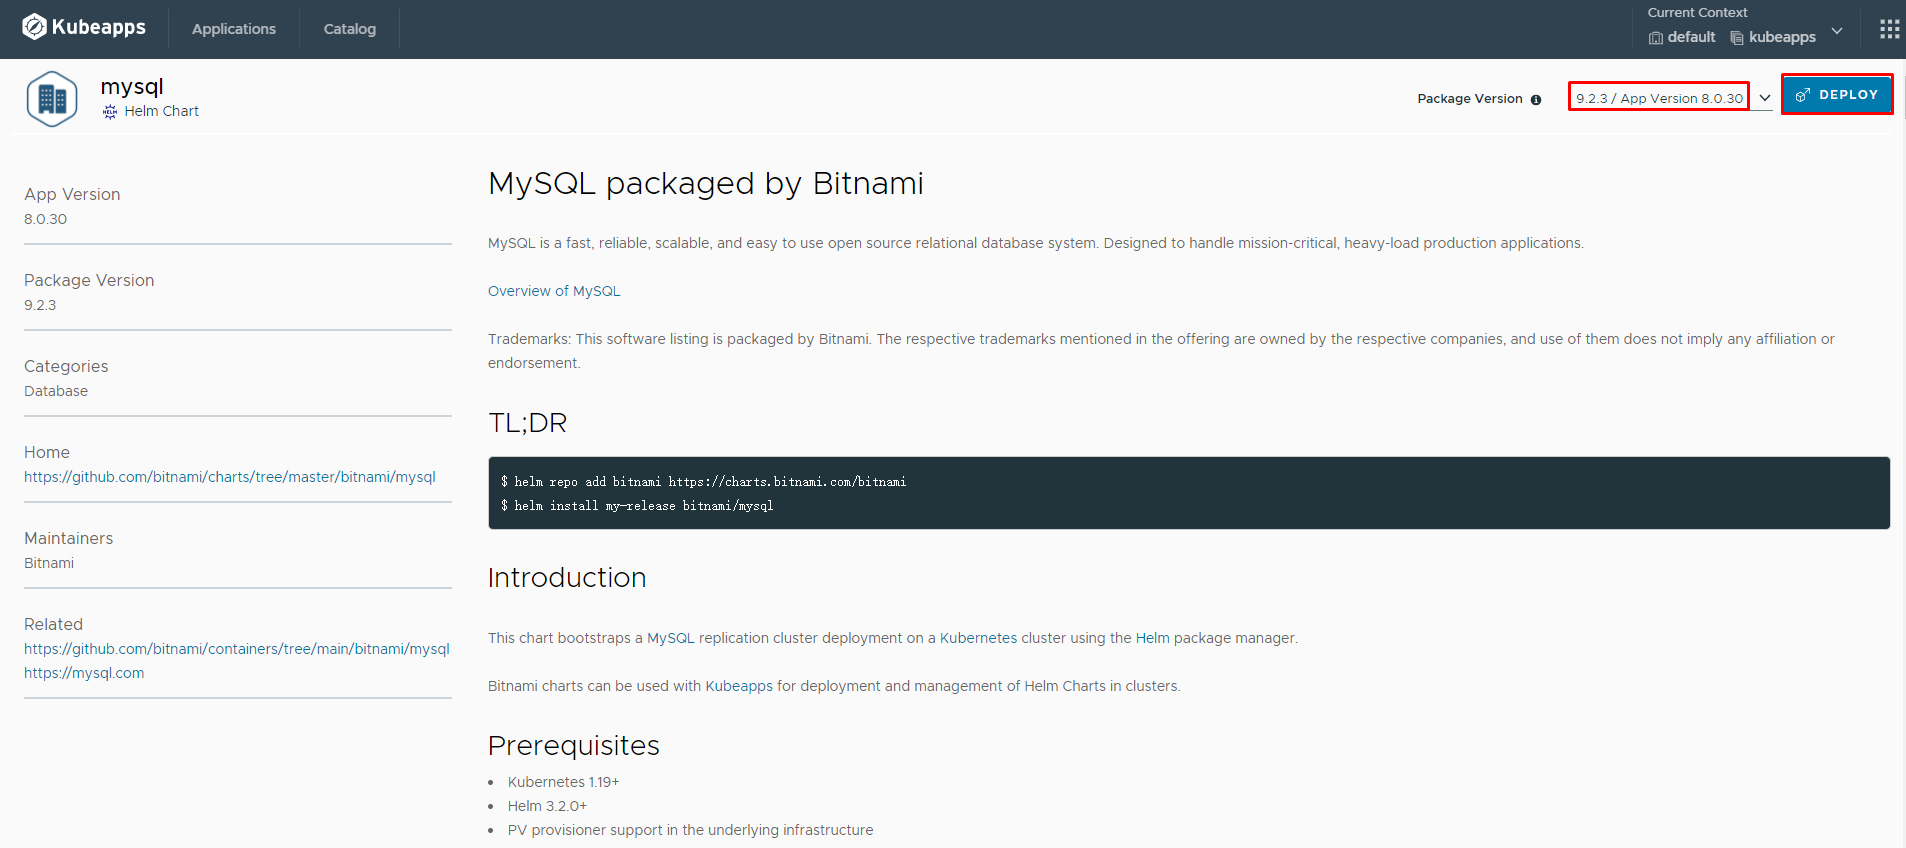 Kubeapps
Applications
Catalog
Current Context
default kubeapps
mysql
HELM Helm Chart
Package Version
9.2.3 / App Version 8.0.30
DEPLOY
App Version
8.0.30
Package Version
9.2.3
Categories
Database
Home
https://github.com/bitnami/charts/tree/master/bitnami/mysql
Maintainers
Bitnami
Related
https://github.com/bitnami/containers/tree/main/bitnami/mysql
https://mysql.com
MySQL packaged by Bitnami
MySQL is a fast, reliable, scalable, and easy to use open source relational database system. Designed to handle mission-critical, heavy-load production applications.
Overview of MySQL
Trademarks: This software listing is packaged by Bitnami. The respective trademarks mentioned in the offering are owned by the respective companies, and use of them does not imply any affiliation or
endorsement.
TL;DR
$ helm repo add bitnami https://charts.bitnami.com/bitnami
$ helm install my-release bitnami/mysql
Introduction
This chart bootstraps a MySQL replication cluster deployment on a Kubernetes cluster using the Helm package manager.
Bitnami charts can be used with Kubeapps for deployment and management of Helm Charts in clusters.
Prerequisites
• Kubernetes 1.19+
• Helm 3.2.0+
• PV provisioner support in the underlying infrastructure